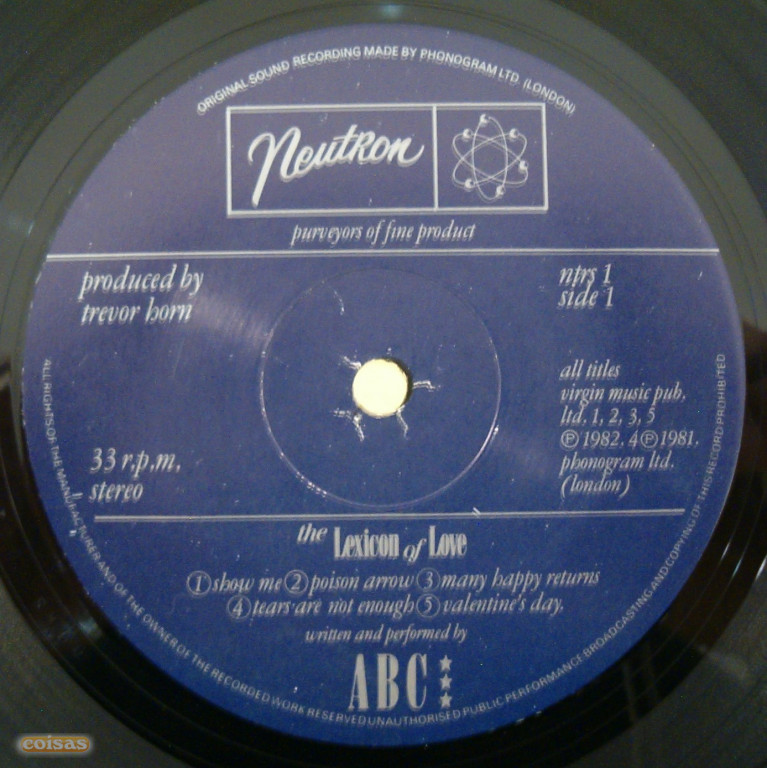 ORIGINAL SOUND RECORDING MADE BY PHONOGRAM LTD. (LONDON)
Neutron
purveyors of fine product
produced by
trevor horn
ntrs 1
side 1
all titles
virgin music pub.
ltd. 1, 2, 3, 5
℗ 1982. 4 ℗ 1981.
phonogram ltd.
(london)
33 r.p.m.
stereo
the Lexicon of Love
① show me ② poison arrow ③ many happy returns
④ tears are not enough ⑤ valentine's day.
written and performed by
ABC
ALL RIGHTS OF THE MANUFACTURER AND OF THE OWNER OF THE RECORDED WORK RESERVED UNAUTHORISED PUBLIC PERFORMANCE BROADCASTING AND COPYING OF THIS RECORD PROHIBITED
coisas